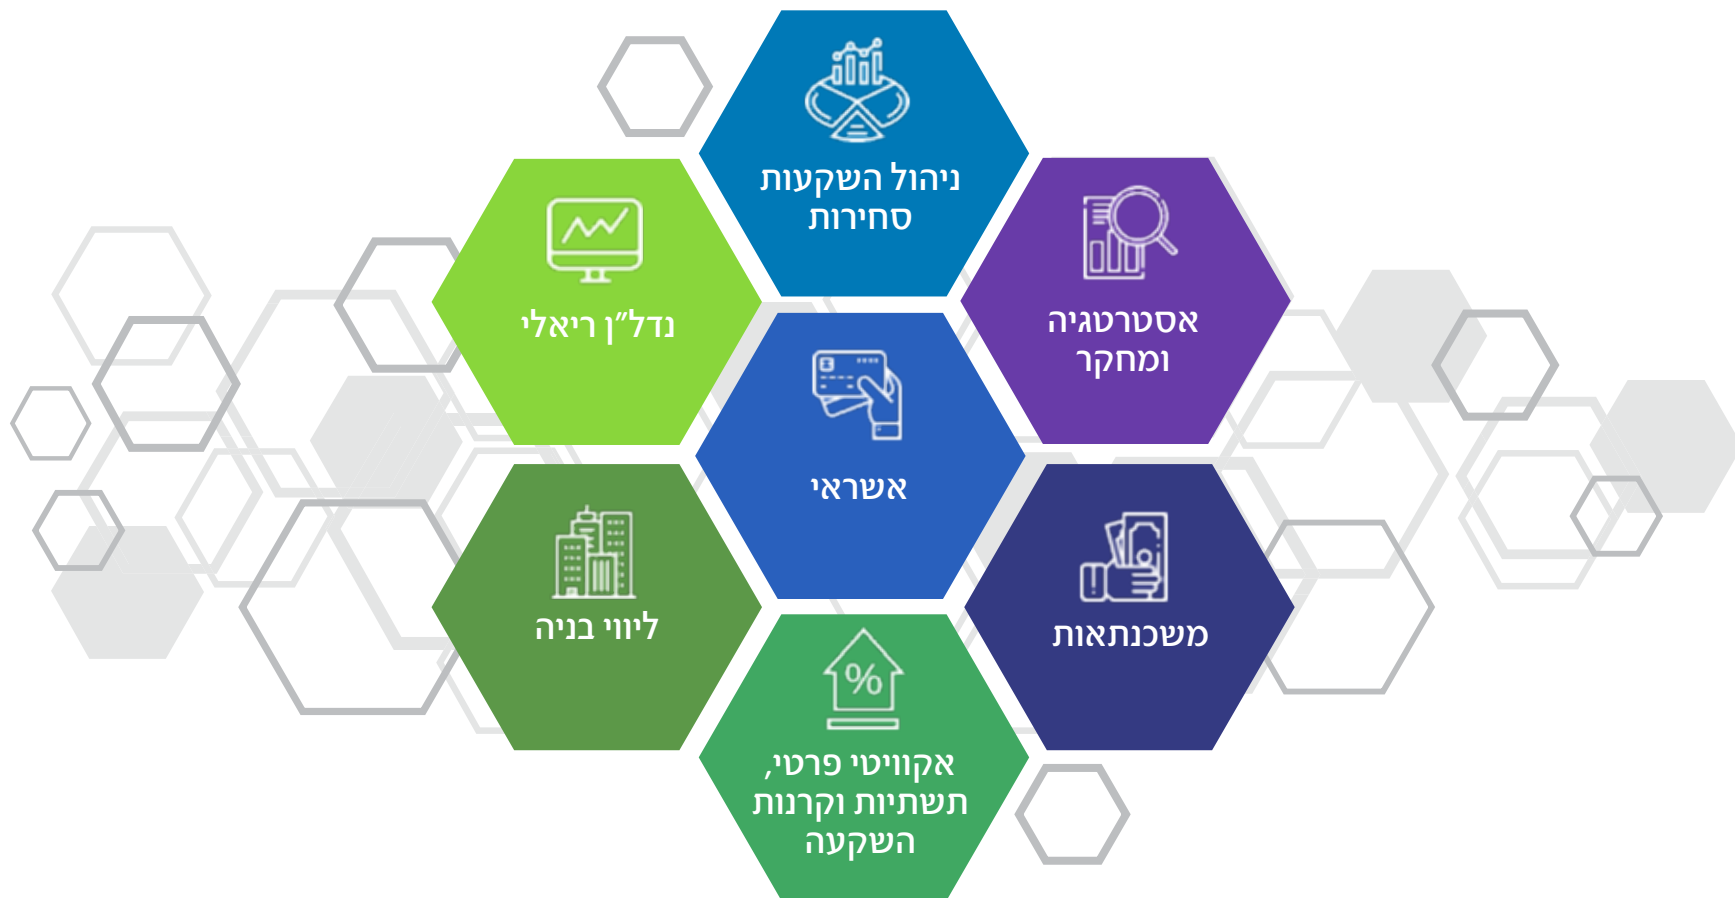 ניהול השקעות
סחירות
אסטרטגיה
ומחקר
נדל״ן ריאלי
אשראי
משכנתאות
ליווי בניה
%
אקוויטי פרטי,
תשתיות וקרנות
השקעה